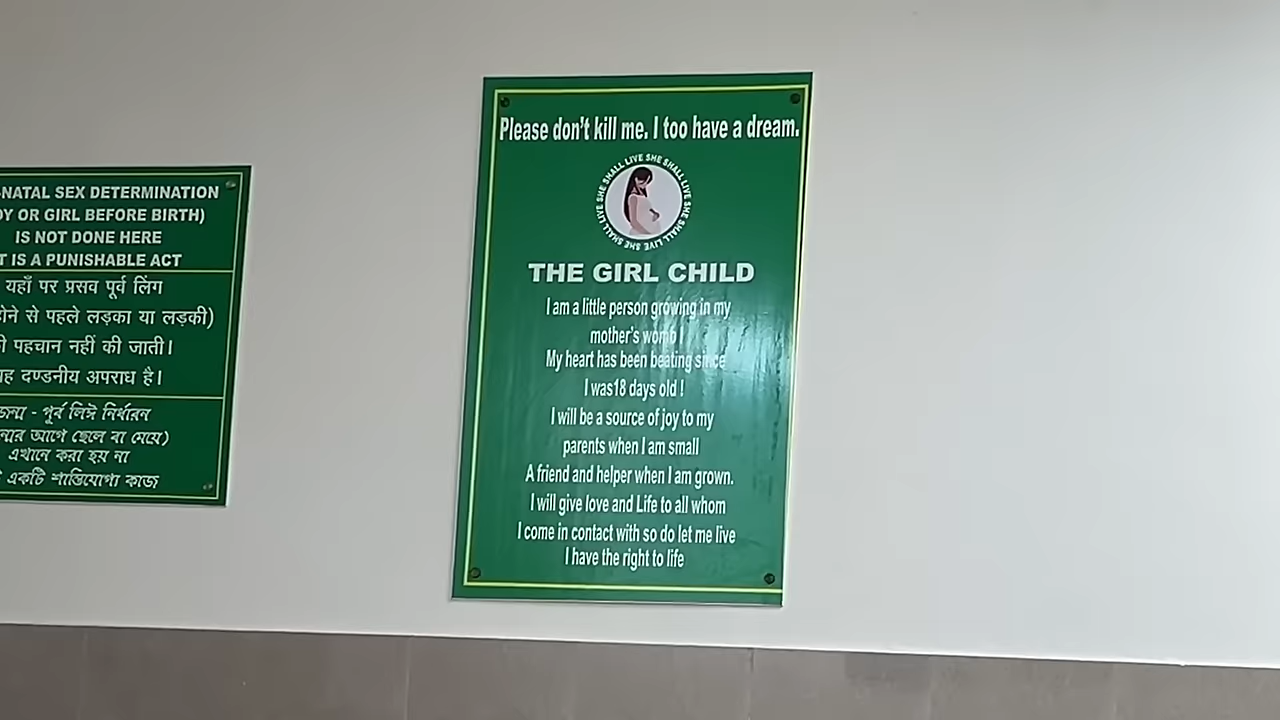 -NATAL SEX DETERMINATION
OY OR GIRL BEFORE BIRTH)
IS NOT DONE HERE
T IS A PUNISHABLE ACT
यहाँ पर प्रसव पूर्व लिंग
होने से पहले लड़का या लड़की)
पहचान नहीं की जाती।
दण्डनीय अपराध है।
- পূর্ব লিঙ্গ নির্ধারন
আগে ছেলে বা মেয়ে)
এখানে করা হয় না
একটি শাস্তিযোগ্য কাজ
Please don't kill me. I too have a dream.
SHE SHALL LIVE SHE SHALL LIVE SHE SHALL LIVE SHE SHALL LIVE
THE GIRL CHILD
I am a little person growing in my
mother's womb !
My heart has been beating since
I was18 days old !
I will be a source of joy to my
parents when I am small
A friend and helper when I am grown.
I will give love and Life to all whom
I come in contact with so do let me live
I have the right to life